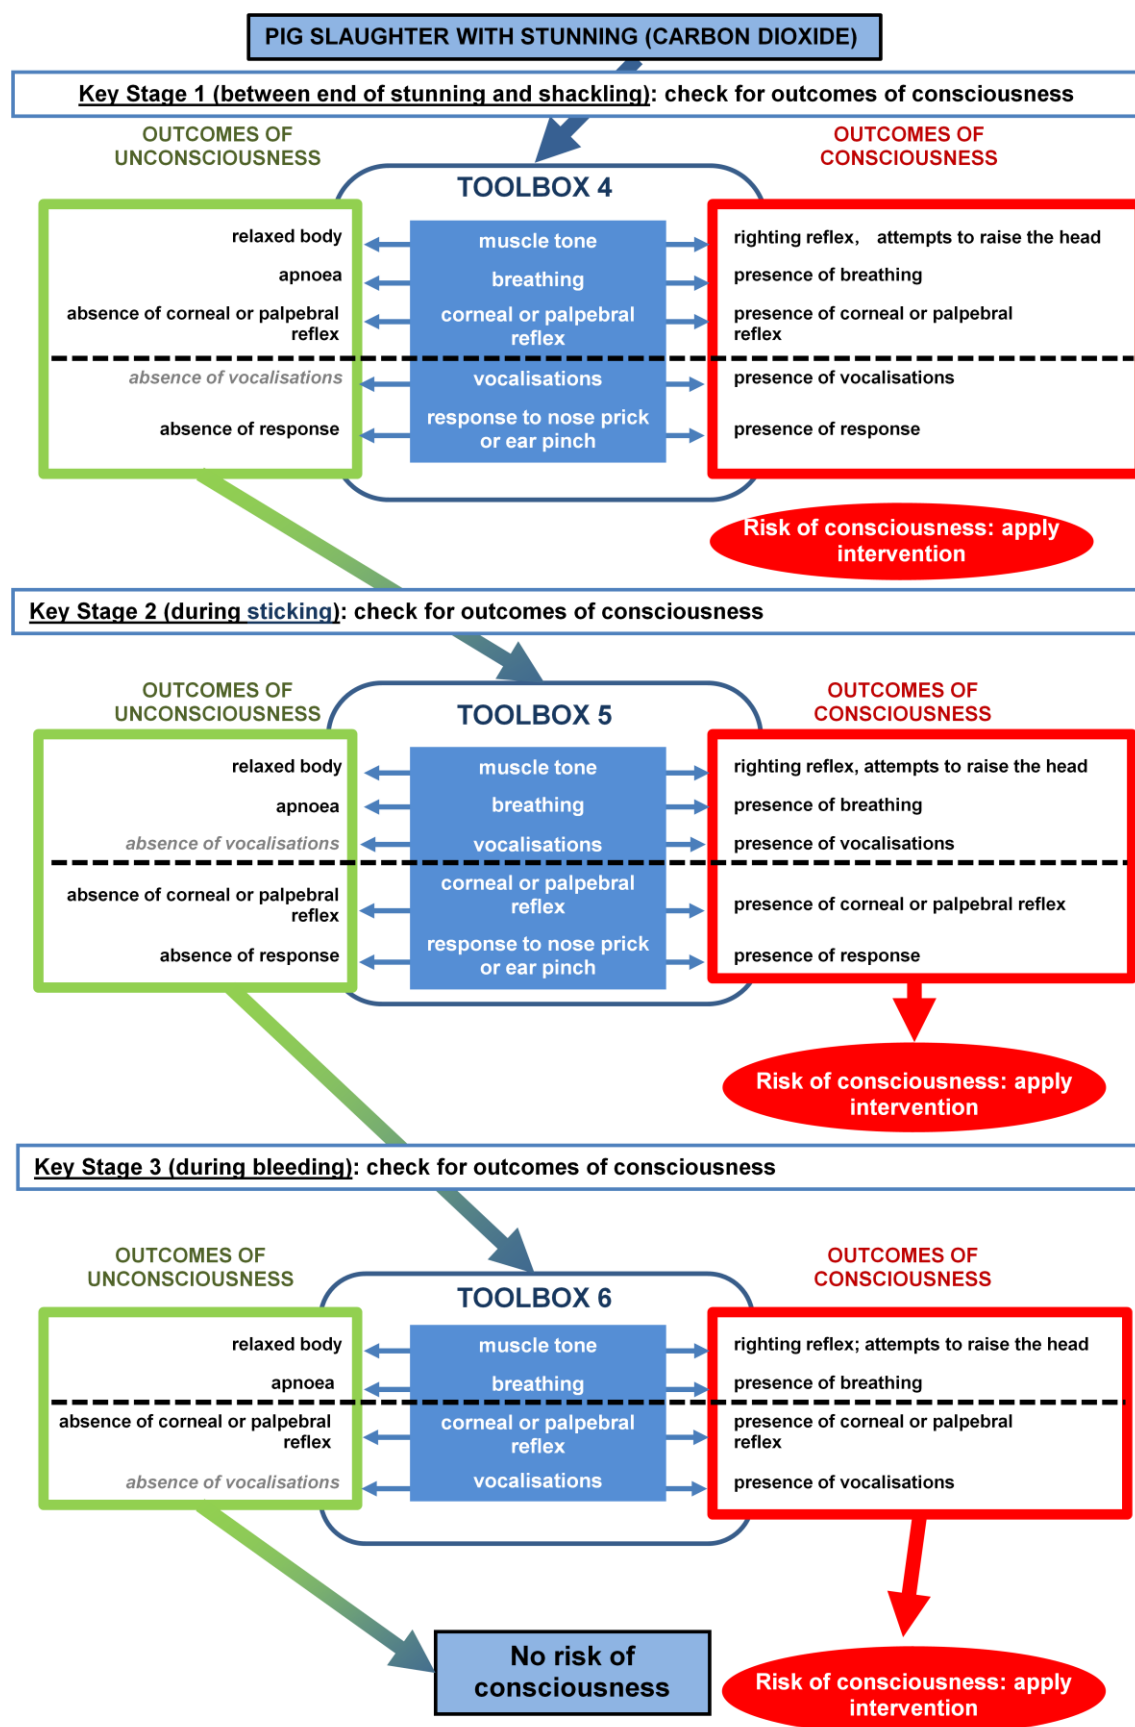 PIG SLAUGHTER WITH STUNNING (CARBON DIOXIDE)
Key Stage 1 (between end of stunning and shackling): check for outcomes of consciousness
OUTCOMES OF
UNCONSCIOUSNESS
OUTCOMES OF
CONSCIOUSNESS
TOOLBOX 4
relaxed body
muscle tone
righting reflex, attempts to raise the head
apnoea
breathing
presence of breathing
absence of corneal or palpebral
reflex
corneal or palpebral
reflex
presence of corneal or palpebral
reflex
absence of vocalisations
vocalisations
presence of vocalisations
absence of response
response to nose prick
or ear pinch
presence of response
Risk of consciousness: apply
intervention
Key Stage 2 (during sticking): check for outcomes of consciousness
OUTCOMES OF
UNCONSCIOUSNESS
OUTCOMES OF
CONSCIOUSNESS
TOOLBOX 5
relaxed body
muscle tone
righting reflex, attempts to raise the head
apnoea
breathing
presence of breathing
absence of vocalisations
vocalisations
presence of vocalisations
absence of corneal or palpebral
reflex
corneal or palpebral
reflex
presence of corneal or palpebral reflex
absence of response
response to nose prick
or ear pinch
presence of response
Risk of consciousness: apply
intervention
Key Stage 3 (during bleeding): check for outcomes of consciousness
OUTCOMES OF
UNCONSCIOUSNESS
OUTCOMES OF
CONSCIOUSNESS
TOOLBOX 6
relaxed body
muscle tone
righting reflex; attempts to raise the head
apnoea
breathing
presence of breathing
absence of corneal or palpebral
reflex
corneal or palpebral
reflex
presence of corneal or palpebral
reflex
absence of vocalisations
vocalisations
presence of vocalisations
No risk of
consciousness
Risk of consciousness: apply
intervention